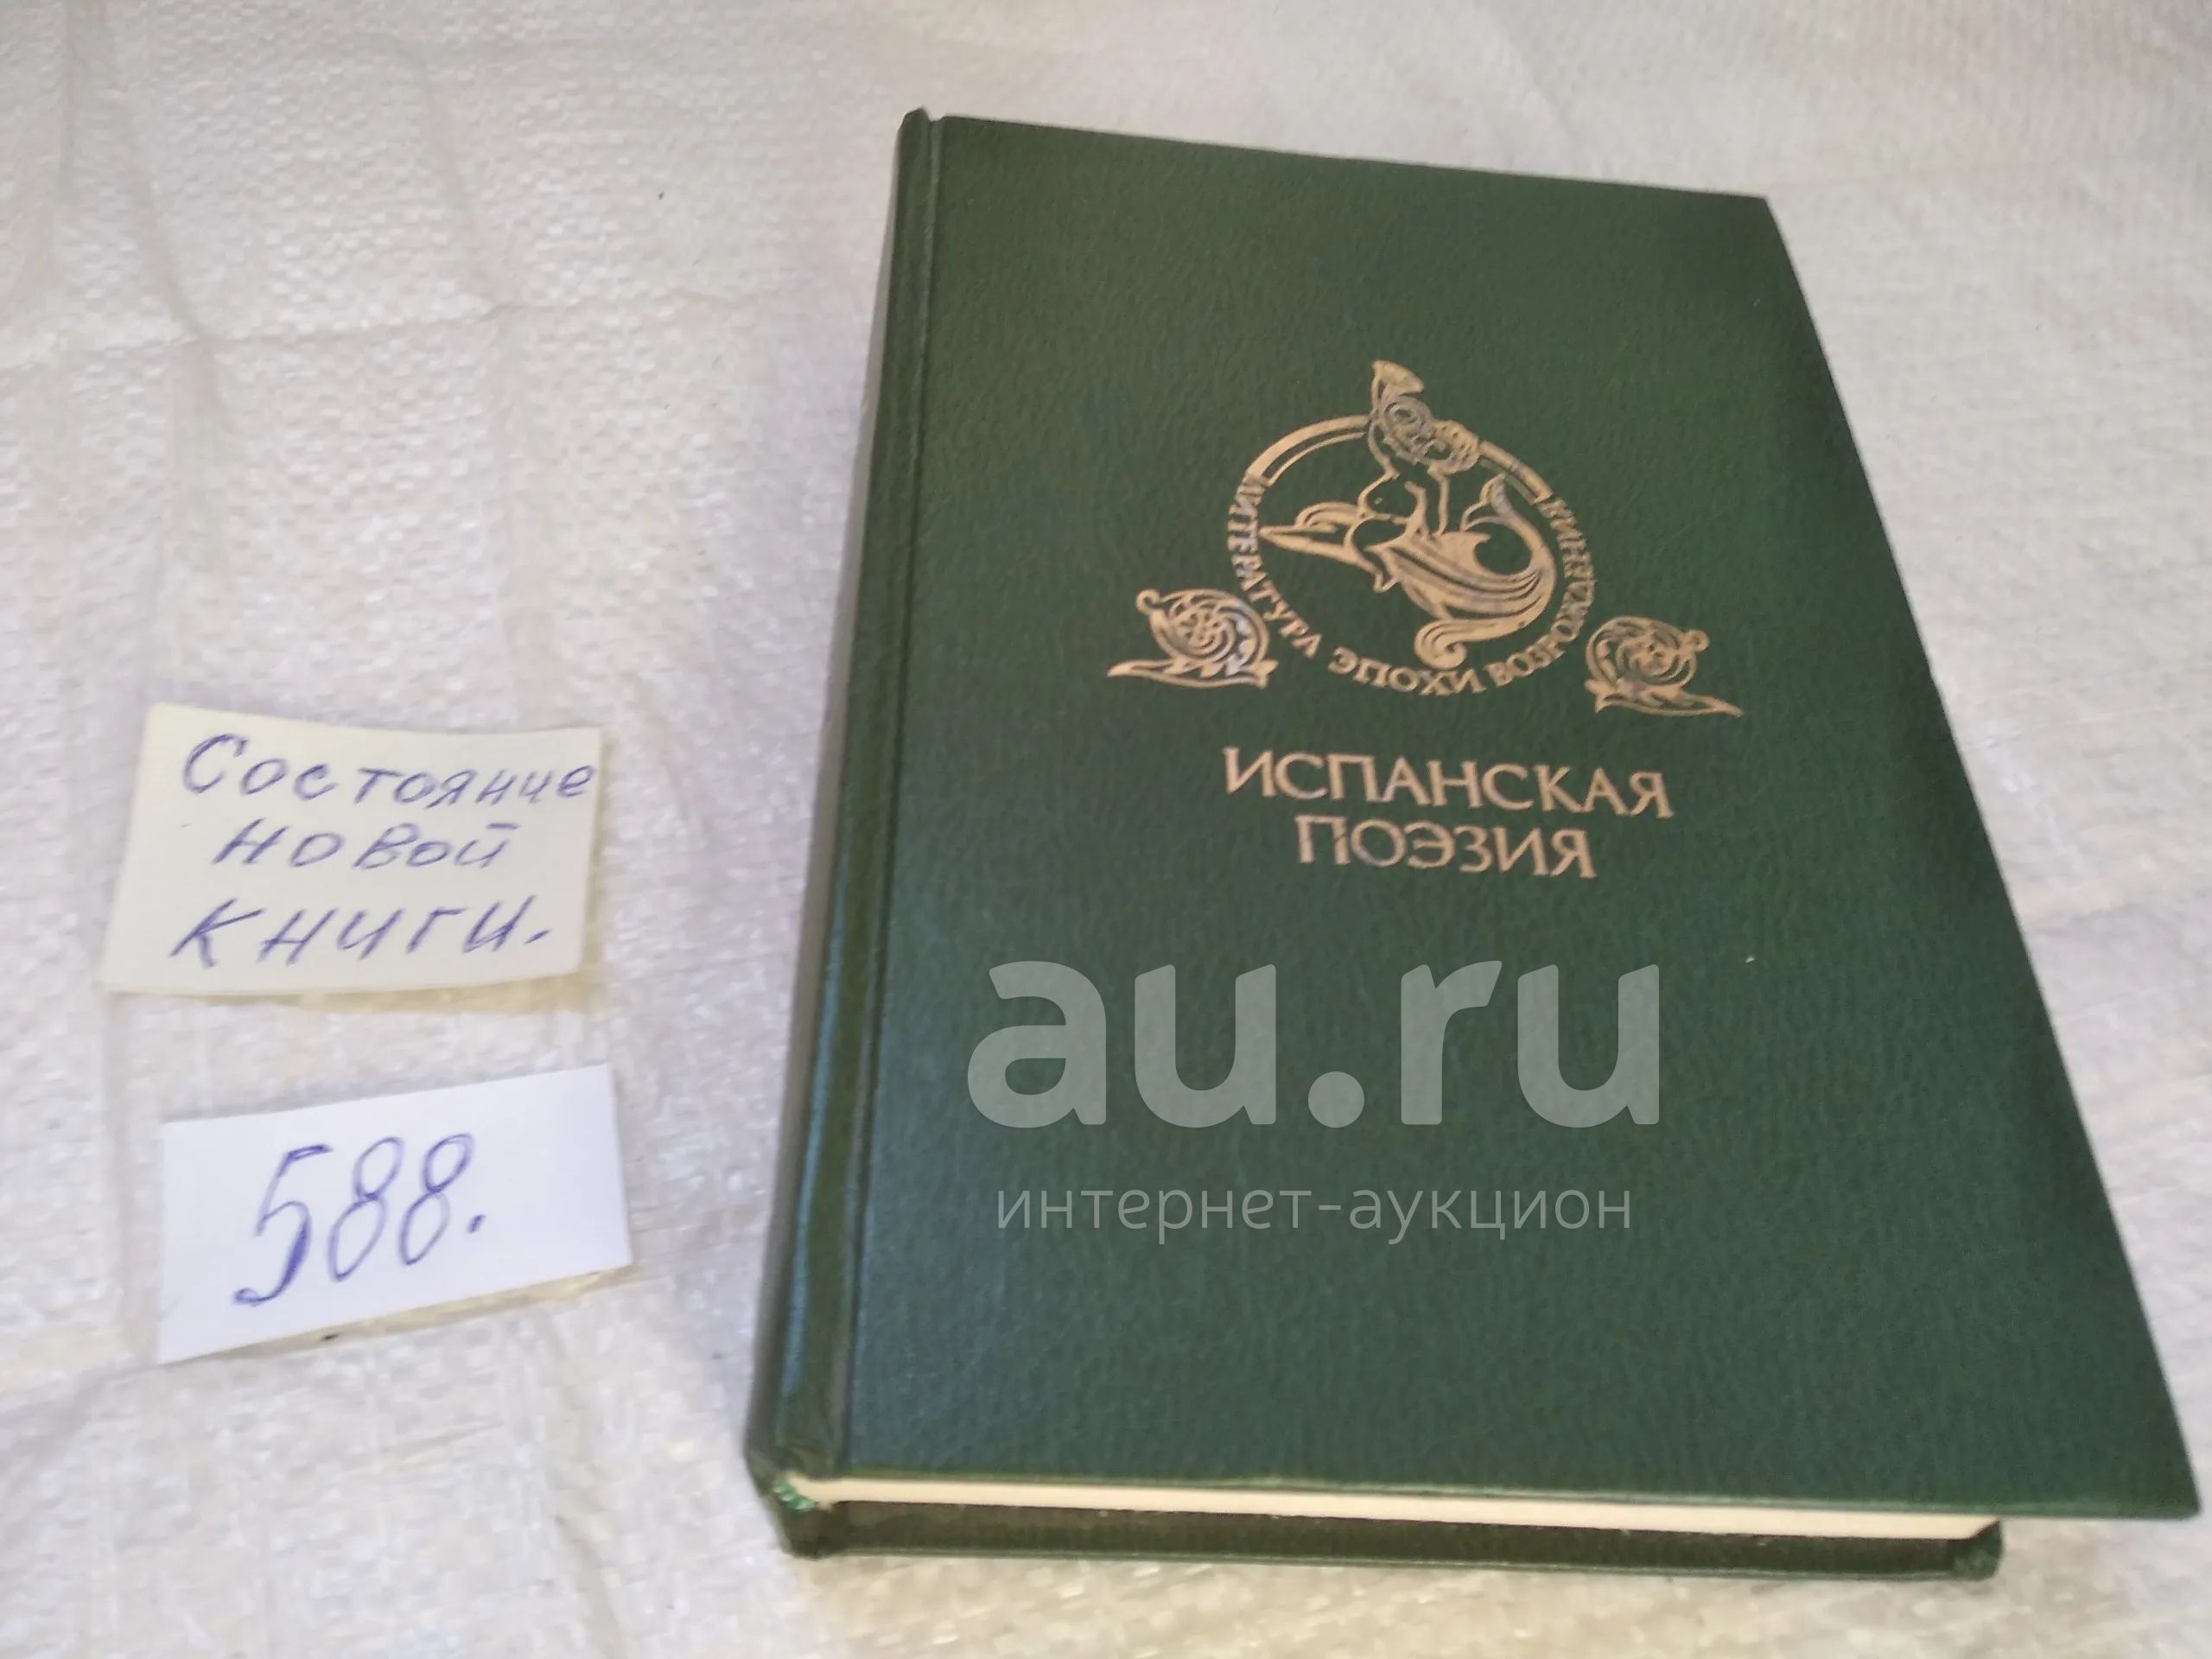 ЛИТЕРАТУРА ЭПОХИ ВОЗРОЖДЕНИЯ
ИСПАНСКАЯ
ПОЭЗИЯ
Состояние
новой
книги.
588.
au.ru
интернет-аукцион